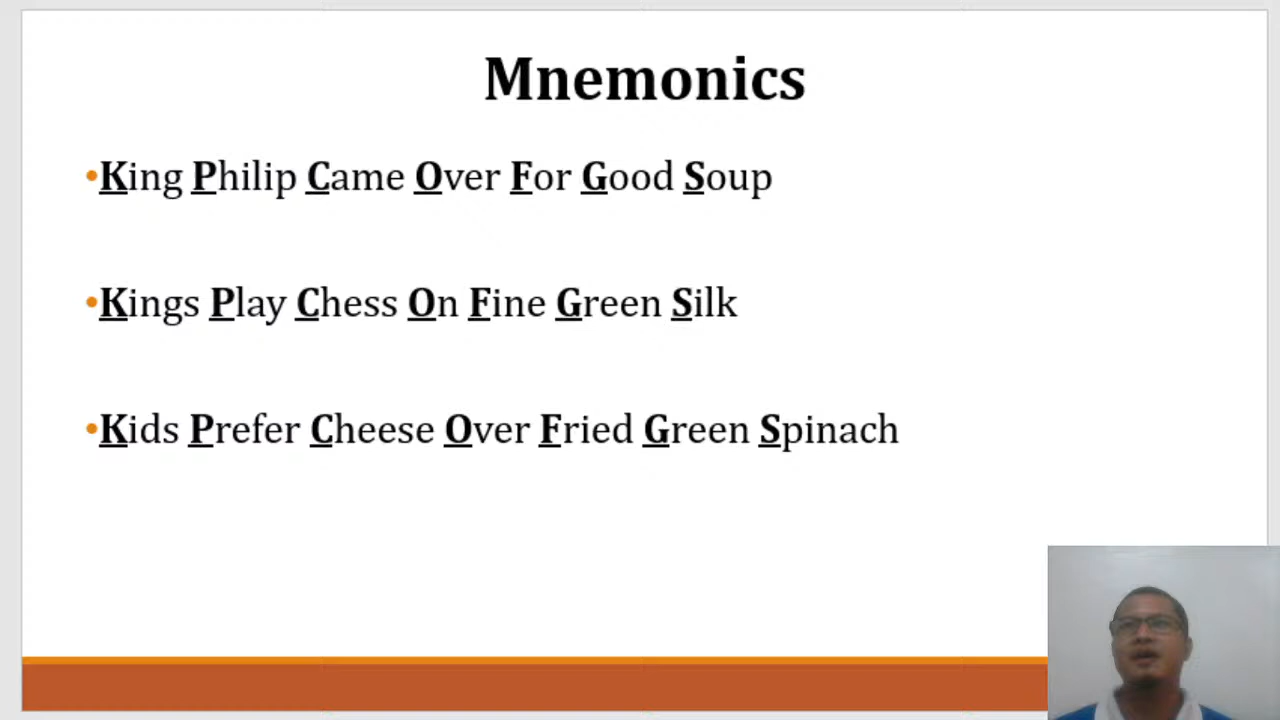 Mnemonics
•King Philip Came Over For Good Soup
•Kings Play Chess On Fine Green Silk
•Kids Prefer Cheese Over Fried Green Spinach